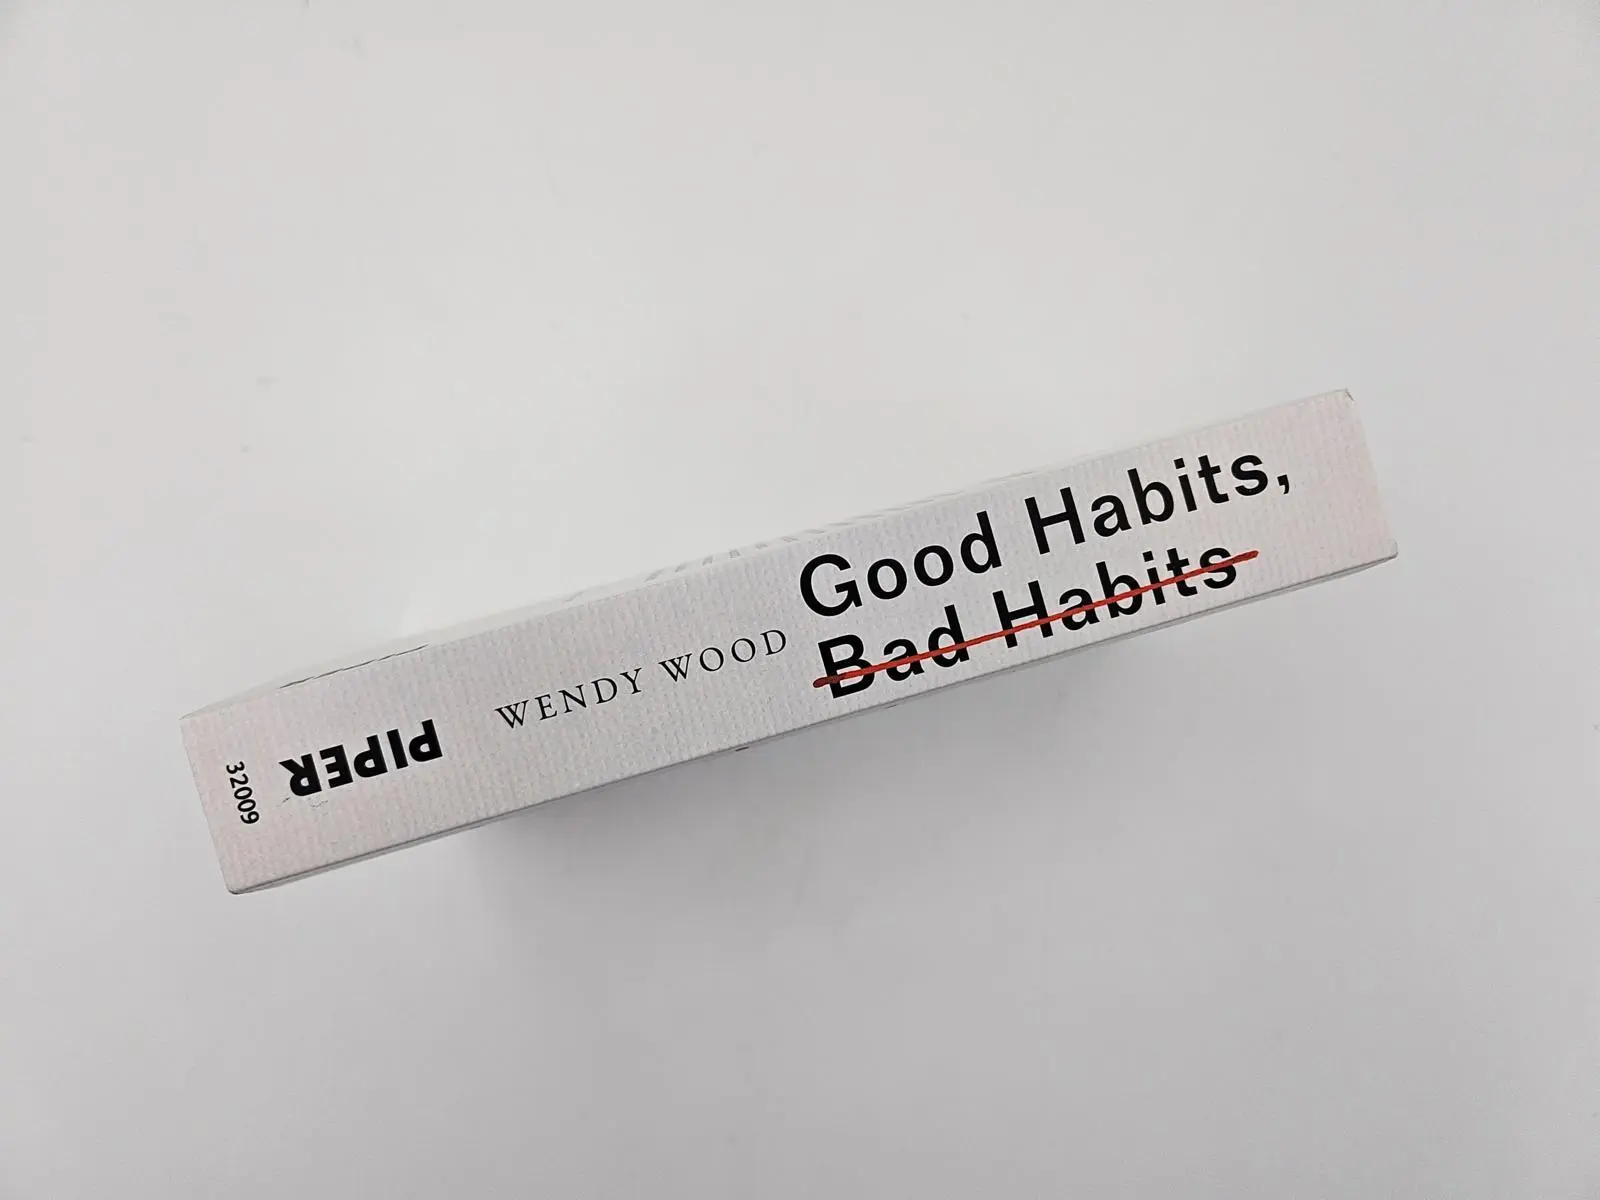 Good Habits,
Bad Habits
WENDY WOOD
PIPER
32009